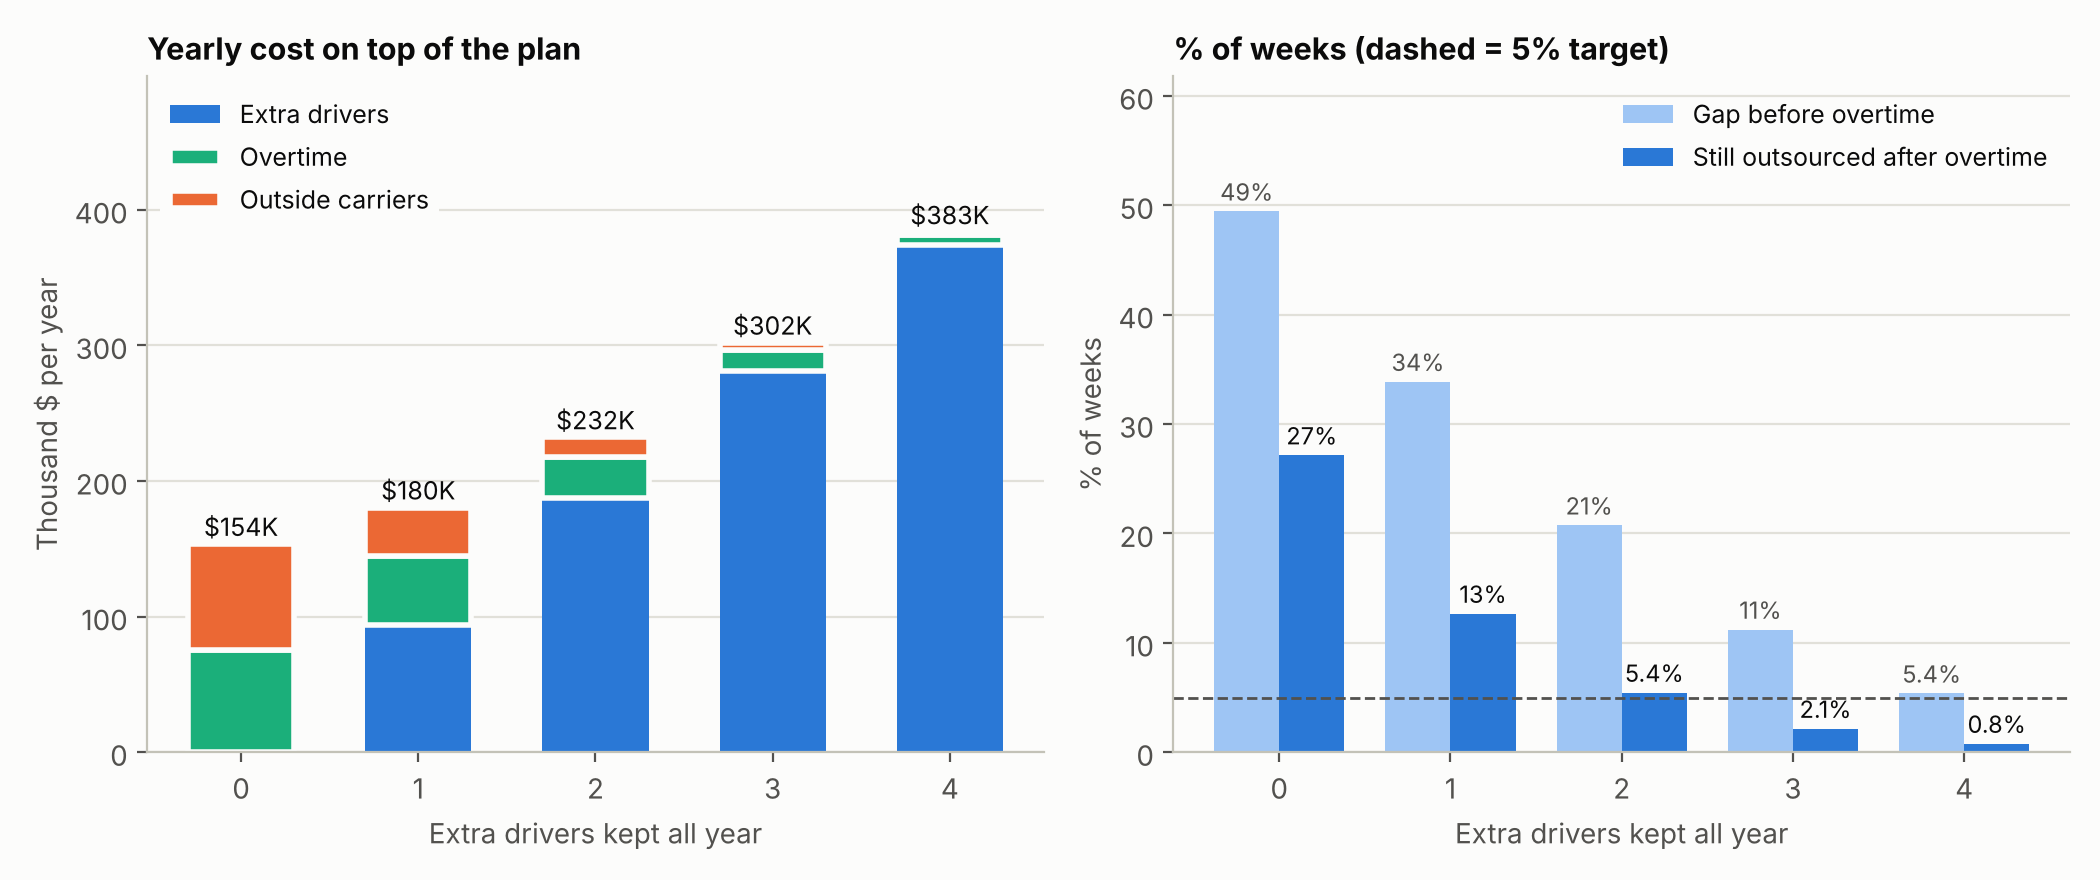 Yearly cost on top of the plan
Extra drivers
Overtime
Outside carriers
Thousand $ per year
400
300
200
100
0
$154K
$180K
$232K
$302K
$383K
0
1
2
3
4
Extra drivers kept all year
% of weeks (dashed = 5% target)
Gap before overtime
Still outsourced after overtime
% of weeks
60
50
40
30
20
10
0
49%
27%
34%
13%
21%
5.4%
11%
2.1%
5.4%
0.8%
0
1
2
3
4
Extra drivers kept all year